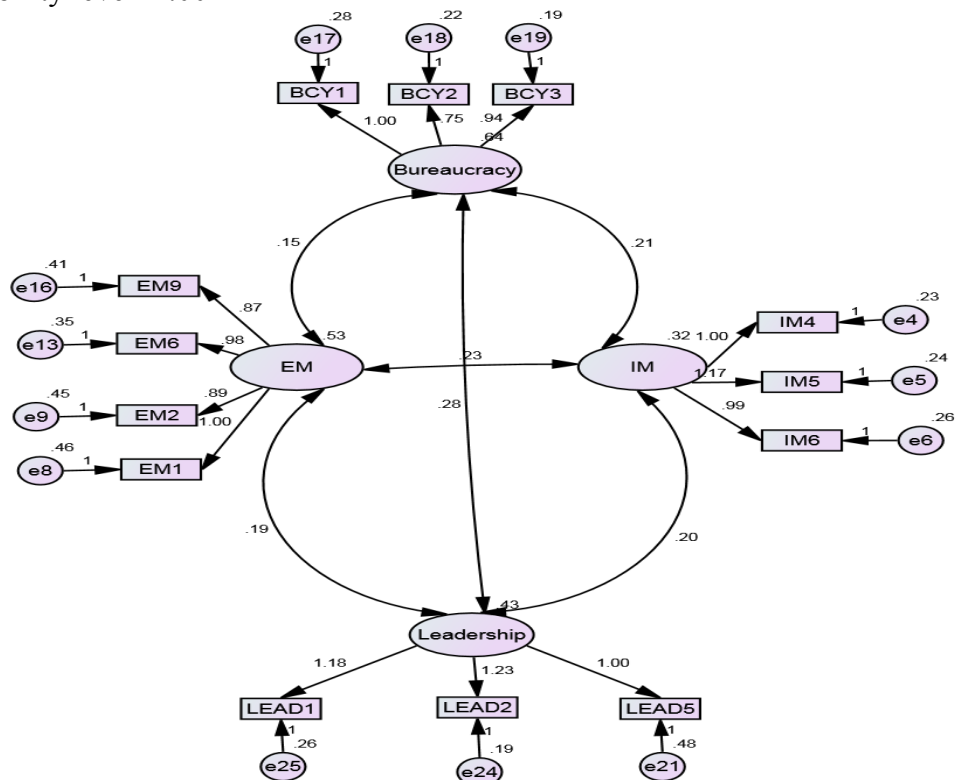 .28
.22
.19
e17
e18
e19
1
1
1
BCY1
BCY2
BCY3
1.00
.75
.94
.64
Bureaucracy
.15
.21
.41
e16
1
EM9
.87
.35
e13
1
EM6
.98
.53
EM
.23
.28
.45
e9
1
EM2
.89
1.00
.46
e8
1
EM1
.32
IM
1.00
IM4
1
.23
e4
1.17
IM5
1
.24
e5
.99
IM6
1
.26
e6
.19
.20
.43
Leadership
1.18
1.23
1.00
LEAD1
LEAD2
LEAD5
1
1
1
.26
.19
.48
e25
e24
e21